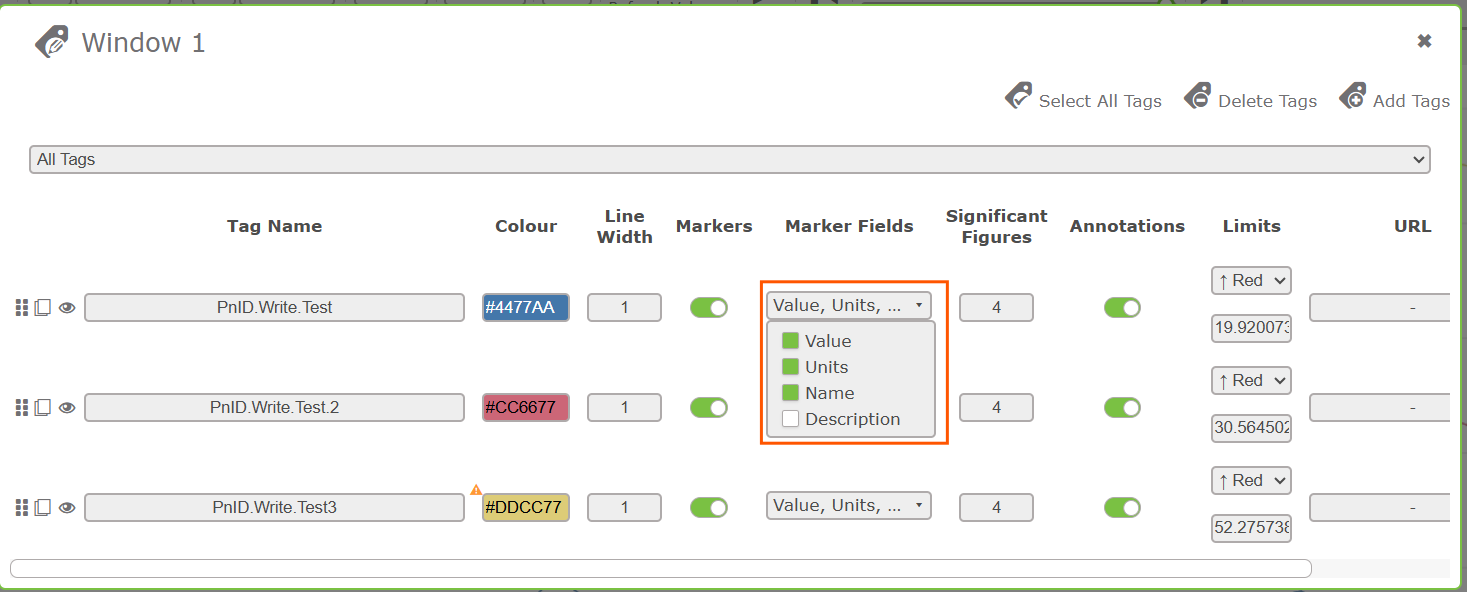 Window 1
Select All Tags
Delete Tags
Add Tags
All Tags
Tag Name
Colour
Line
Width
Markers
Marker Fields
Significant
Figures
Annotations
Limits
URL
PnID.Write.Test
#4477AA
1
Value, Units, ...
4
↑ Red
19.920073
-
Value
Units
Name
Description
PnID.Write.Test.2
#CC6677
1
4
↑ Red
30.564502
-
PnID.Write.Test3
#DDCC77
1
Value, Units, ...
4
↑ Red
52.275738
-